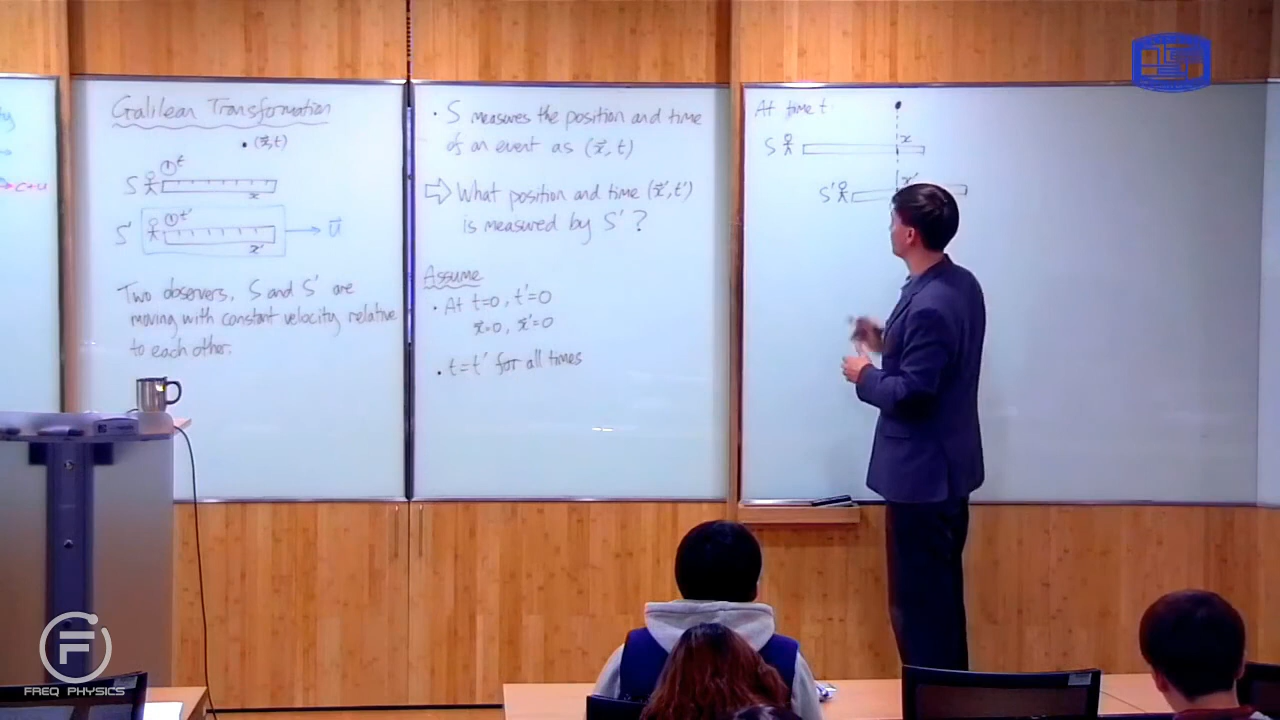 c+u
Galilean Transformation
(x⃗,t)
t
S
x
t'
S'
x'
u⃗
Two observers, S and S' are
moving with constant velocity relative
to each other.
• S measures the position and time
of an event as (x⃗, t)
⇒ What position and time (x⃗', t')
is measured by S' ?
Assume
• At t=0, t'=0
x⃗=0, x⃗'=0
• t=t' for all times
At time t:
S
x
S'
x'
FREQ PHYSICS